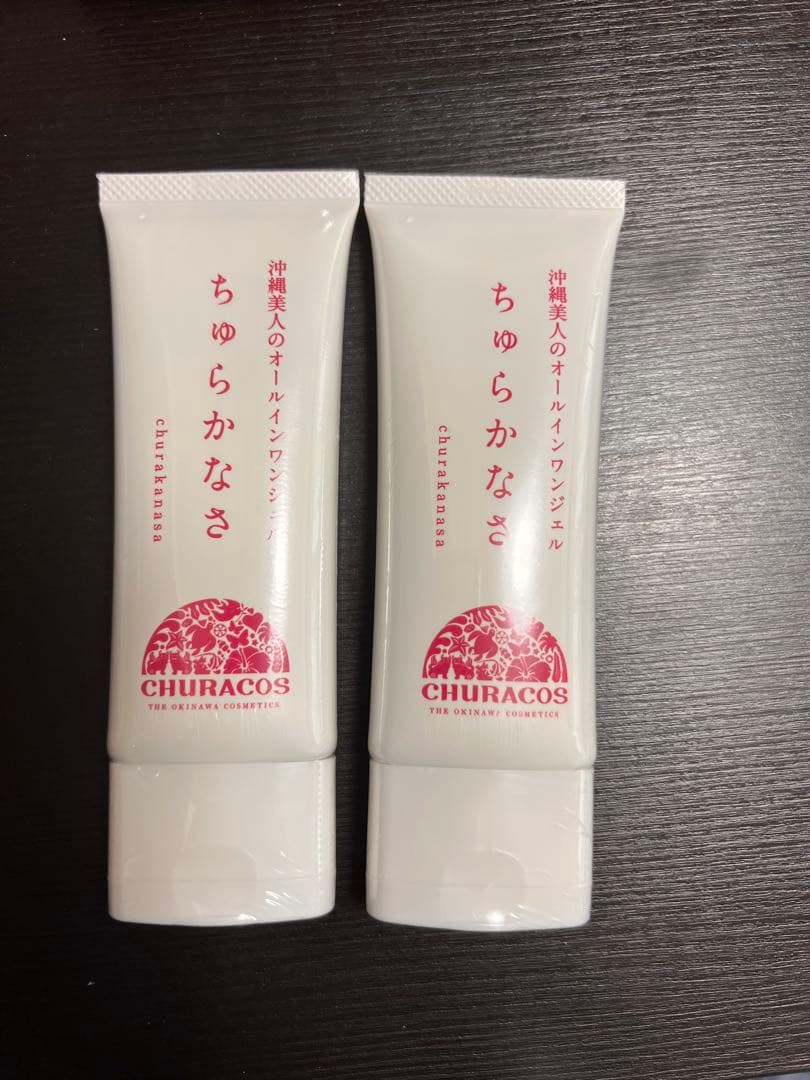 沖縄美人のオールインワンジェル
ちゅらかなさ
churakanasa
CHURACOS
THE OKINAWA COSMETICS
沖縄美人のオールインワンジェル
ちゅらかなさ
churakanasa
CHURACOS
THE OKINAWA COSMETICS